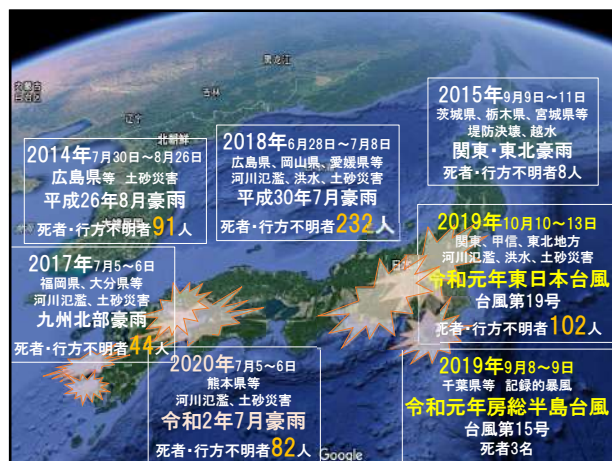 黑龙江
内蒙古
自治区
吉林
辽宁
北朝鮮
2014年7月30日～8月26日
広島県等 土砂災害
平成26年8月豪雨
死者・行方不明者91人
2018年6月28日～7月8日
広島県、岡山県、愛媛県等
河川氾濫、洪水、土砂災害
平成30年7月豪雨
死者・行方不明者232人
2015年9月9日～11日
茨城県、栃木県、宮城県等
堤防決壊、越水
関東・東北豪雨
死者・行方不明者8人
2017年7月5～6日
福岡県、大分県等
河川氾濫、土砂災害
九州北部豪雨
死者・行方不明者44人
2019年10月10～13日
関東、甲信、東北地方
河川氾濫、洪水、土砂災害
令和元年東日本台風
台風第19号
死者・行方不明者102人
2020年7月5～6日
熊本県等
河川氾濫、土砂災害
令和2年7月豪雨
死者・行方不明者82人
2019年9月8～9日
千葉県等 記録的暴風
令和元年房総半島台風
台風第15号
死者3名
Google